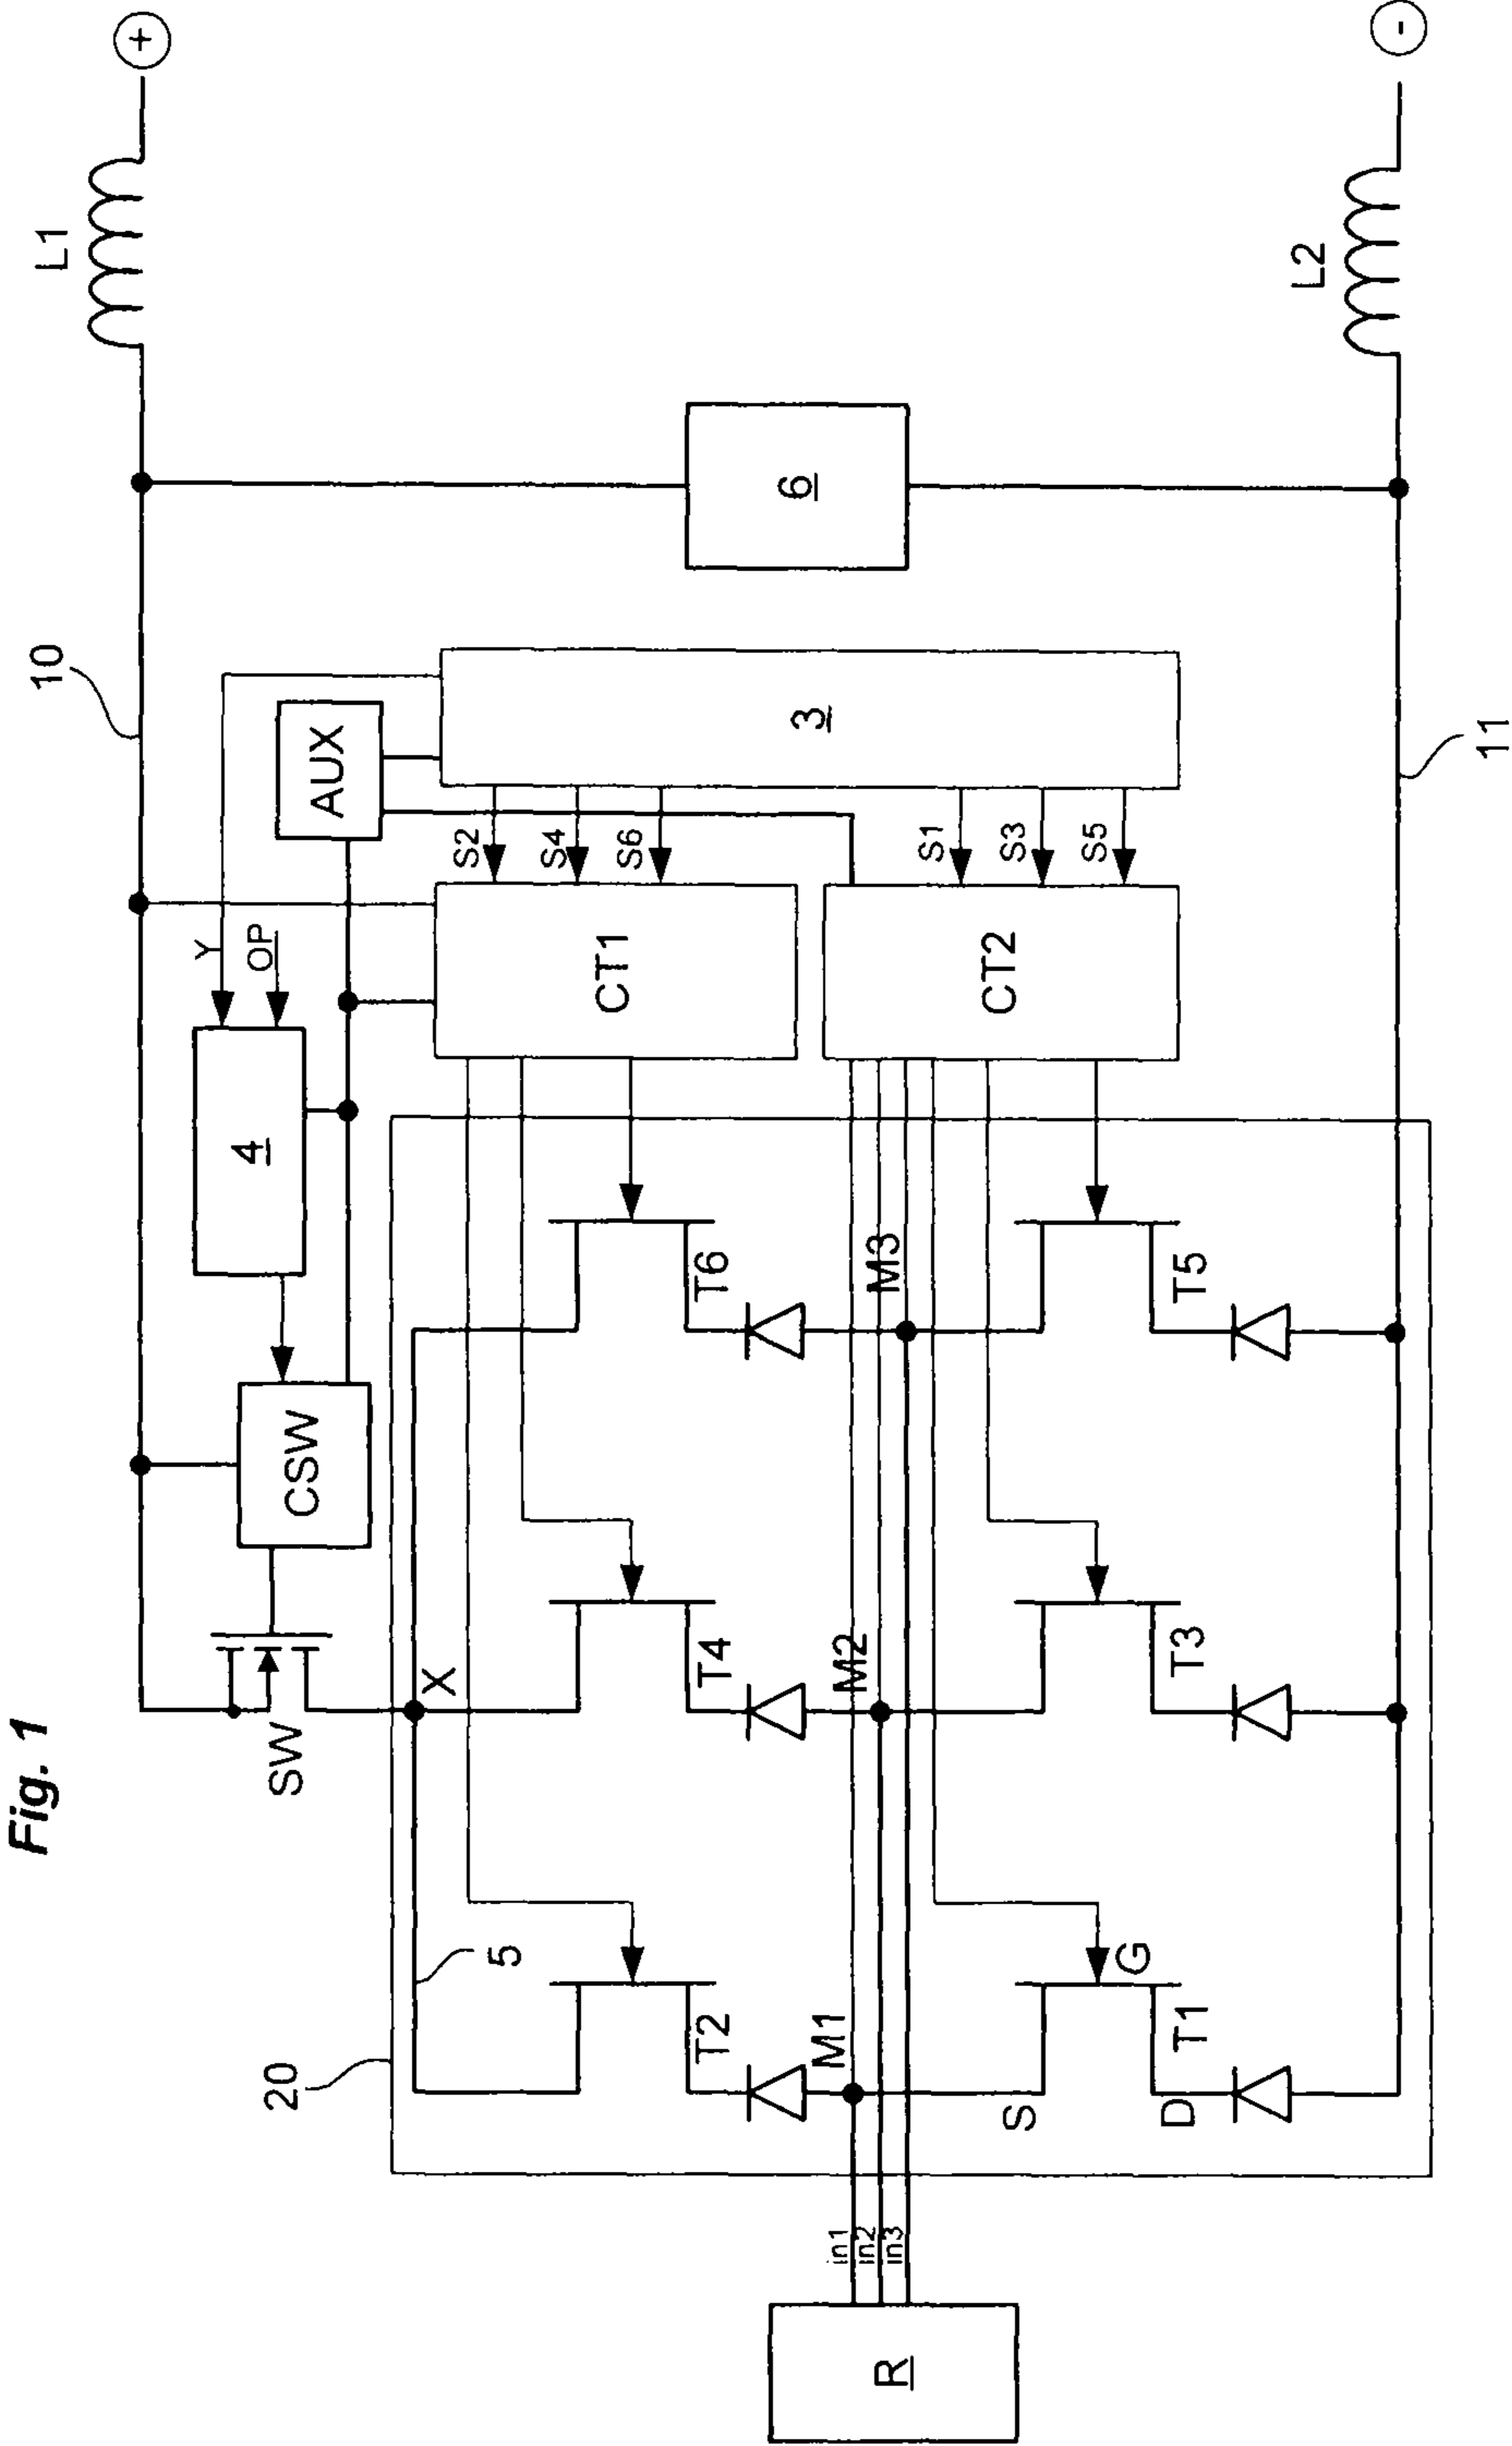 Fig. 1
10
L1
+
SW
CSW
4
Y
OP
AUX
20
5
X
S2
S4
S6
CT1
3
6
T2
T4
T6
R
in1
in2
in3
M1
M2
M3
CT2
S1
S3
S5
S
G
D
T1
T3
T5
11
L2
-